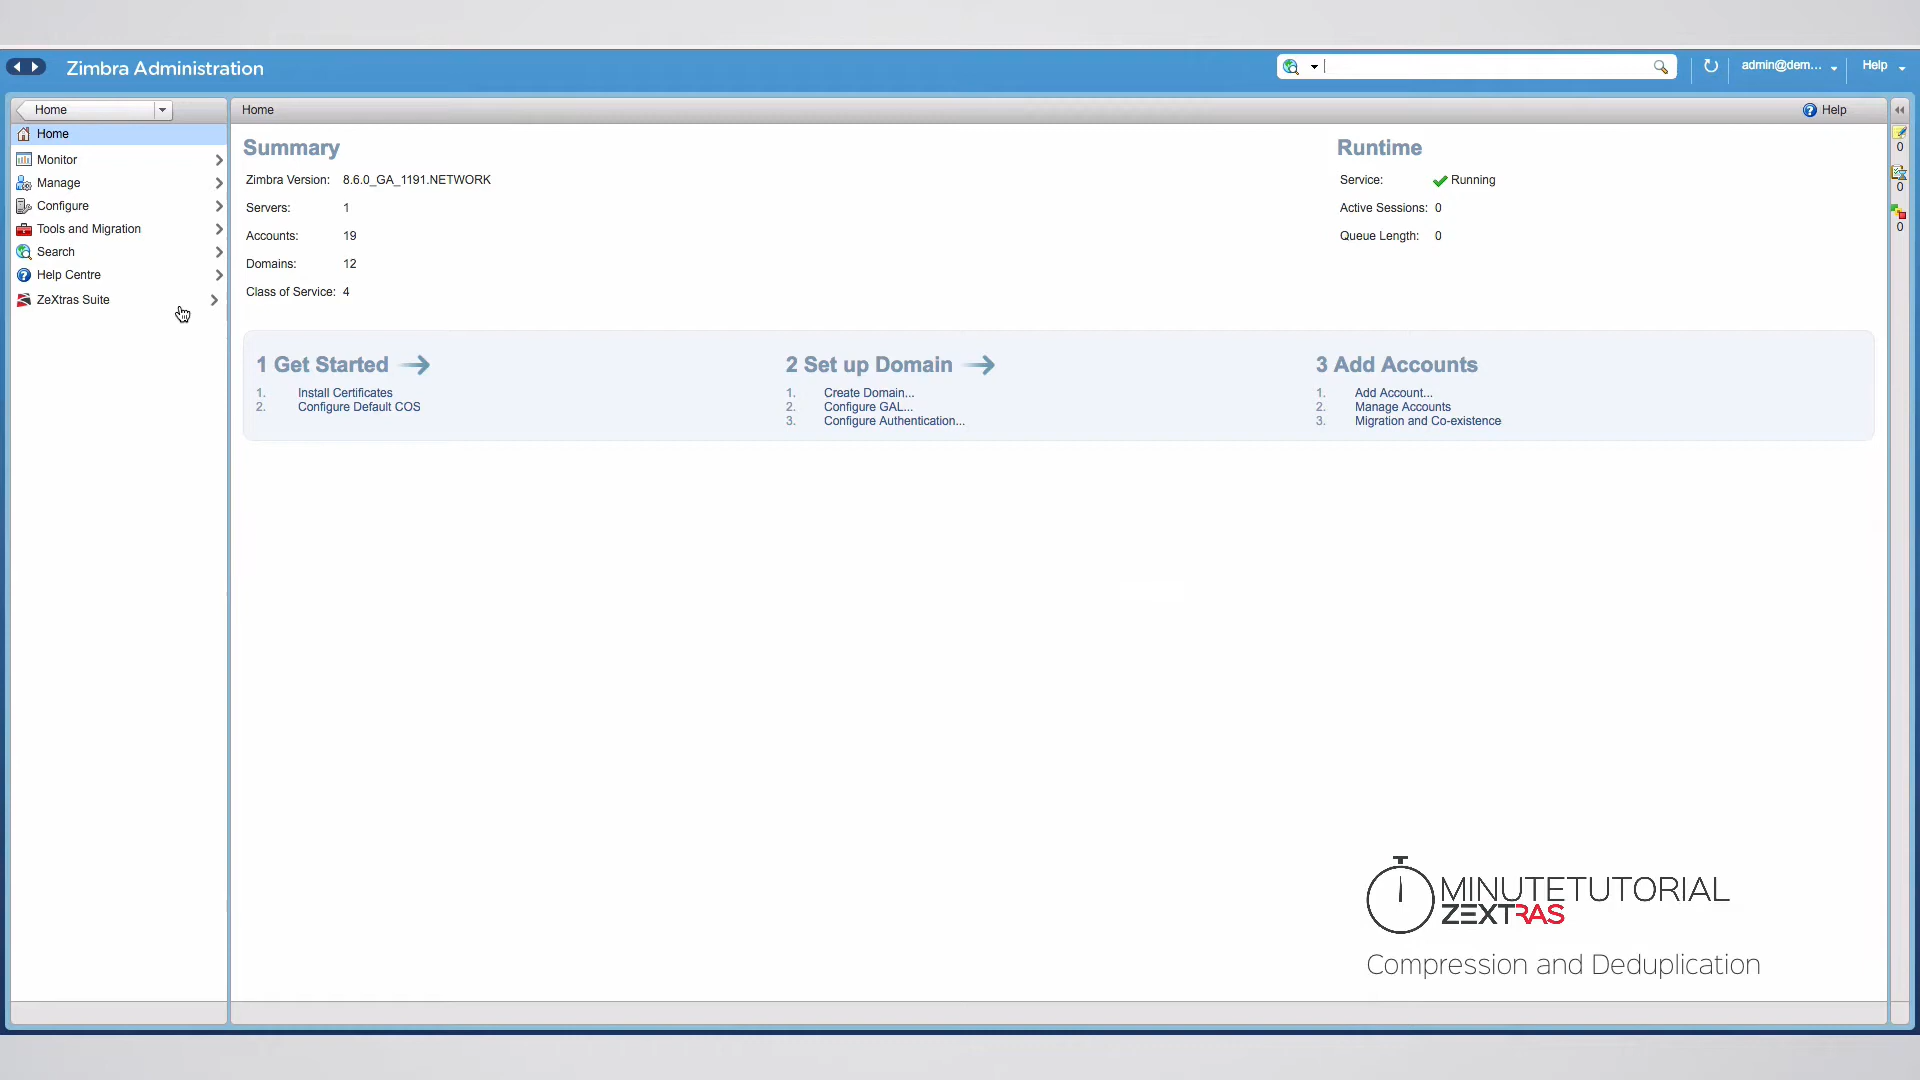 Zimbra Administration
admin@dem...
Help
Home
Home
Help
Home
Monitor
Manage
Configure
Tools and Migration
Search
Help Centre
ZeXtras Suite
Summary
Zimbra Version: 8.6.0_GA_1191.NETWORK
Servers: 1
Accounts: 19
Domains: 12
Class of Service: 4
Runtime
Service: Running
Active Sessions: 0
Queue Length: 0
0
0
0
1 Get Started
1. Install Certificates
2. Configure Default COS
2 Set up Domain
1. Create Domain...
2. Configure GAL...
3. Configure Authentication...
3 Add Accounts
1. Add Account...
2. Manage Accounts
3. Migration and Co-existence
MINUTETUTORIAL
ZEXTRAS
Compression and Deduplication